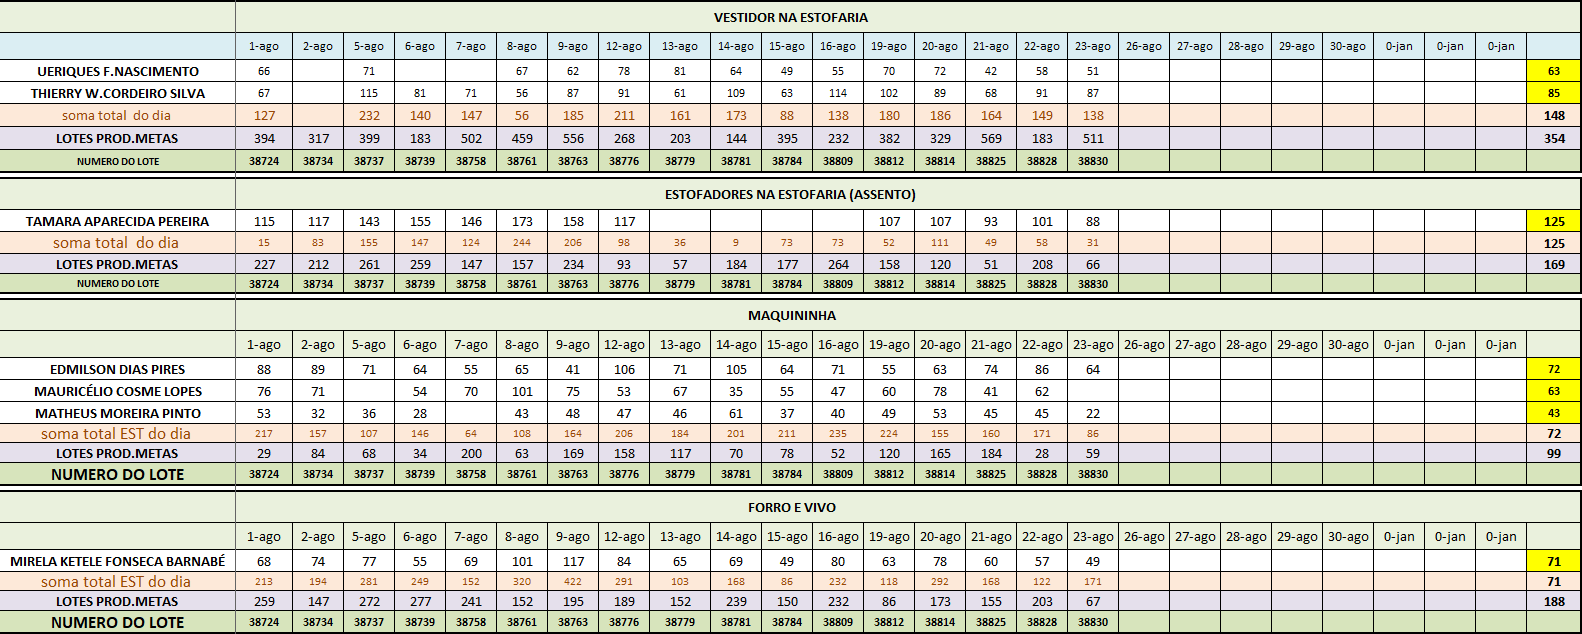 VESTIDOR NA ESTOFARIA
1-ago 2-ago 5-ago 6-ago 7-ago 8-ago 9-ago 12-ago 13-ago 14-ago 15-ago 16-ago 19-ago 20-ago 21-ago 22-ago 23-ago 26-ago 27-ago 28-ago 29-ago 30-ago 0-jan 0-jan 0-jan
UERIQUES F.NASCIMENTO 66 71 67 62 78 81 64 49 55 70 72 42 58 51 63
THIERRY W.CORDEIRO SILVA 67 115 81 71 56 87 91 61 109 63 114 102 89 68 91 87 85
soma total do dia 127 232 140 147 56 185 211 161 173 88 138 180 186 164 149 138 148
LOTES PROD.METAS 394 317 399 183 502 459 556 268 203 144 395 232 382 329 569 183 511 354
NUMERO DO LOTE 38724 38734 38737 38739 38758 38761 38763 38776 38779 38781 38784 38809 38812 38814 38825 38828 38830
ESTOFADORES NA ESTOFARIA (ASSENTO)
TAMARA APARECIDA PEREIRA 115 117 143 155 146 173 158 117 107 107 93 101 88 125
soma total do dia 15 83 155 147 124 244 206 98 36 9 73 73 52 111 49 58 31 125
LOTES PROD.METAS 227 212 261 259 147 157 234 93 57 184 177 264 158 120 51 208 66 169
NUMERO DO LOTE 38724 38734 38737 38739 38758 38761 38763 38776 38779 38781 38784 38809 38812 38814 38825 38828 38830
MAQUININHA
1-ago 2-ago 5-ago 6-ago 7-ago 8-ago 9-ago 12-ago 13-ago 14-ago 15-ago 16-ago 19-ago 20-ago 21-ago 22-ago 23-ago 26-ago 27-ago 28-ago 29-ago 30-ago 0-jan 0-jan 0-jan
EDMILSON DIAS PIRES 88 89 71 64 55 65 41 106 71 105 64 71 55 63 74 86 64 72
MAURICÉLIO COSME LOPES 76 71 54 70 101 75 53 67 35 55 47 60 78 41 62 63
MATHEUS MOREIRA PINTO 53 32 36 28 43 48 47 46 61 37 40 49 53 45 45 22 43
soma total EST do dia 217 157 107 146 64 108 164 206 184 201 211 235 224 155 160 171 86 72
LOTES PROD.METAS 29 84 68 34 200 63 169 158 117 70 78 52 120 165 184 28 59 99
NUMERO DO LOTE 38724 38734 38737 38739 38758 38761 38763 38776 38779 38781 38784 38809 38812 38814 38825 38828 38830
FORRO E VIVO
1-ago 2-ago 5-ago 6-ago 7-ago 8-ago 9-ago 12-ago 13-ago 14-ago 15-ago 16-ago 19-ago 20-ago 21-ago 22-ago 23-ago 26-ago 27-ago 28-ago 29-ago 30-ago 0-jan 0-jan 0-jan
MIRELA KETELE FONSECA BARNABÉ 68 74 77 55 69 101 117 84 65 69 49 80 63 78 60 57 49 71
soma total EST do dia 213 194 281 249 152 320 422 291 103 168 86 232 118 292 168 122 171 71
LOTES PROD.METAS 259 147 272 277 241 152 195 189 152 239 150 232 86 173 155 203 67 188
NUMERO DO LOTE 38724 38734 38737 38739 38758 38761 38763 38776 38779 38781 38784 38809 38812 38814 38825 38828 38830